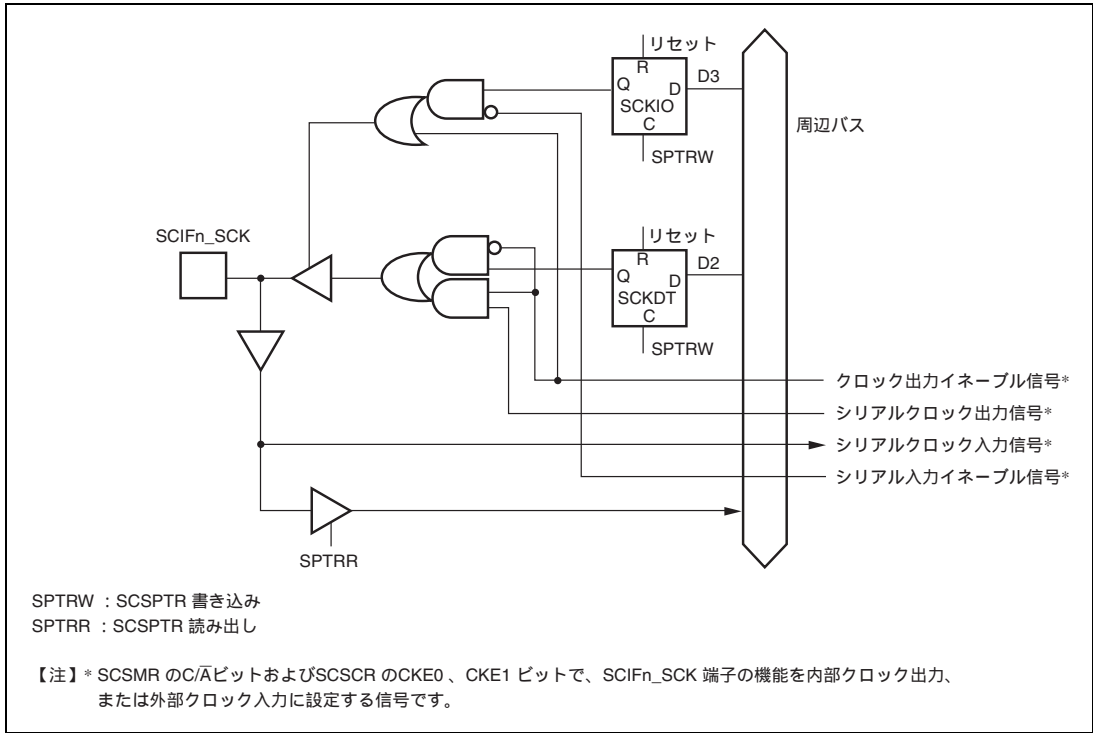 リセット
R
Q
D
D3
SCKIO
C
周辺バス
SPTRW
SCIFn_SCK
リセット
R
D2
Q
D
SCKDT
C
SPTRW
クロック出力イネーブル信号*
シリアルクロック出力信号*
シリアルクロック入力信号*
シリアル入力イネーブル信号*
SPTRR
SPTRW : SCSPTR 書き込み
SPTRR : SCSPTR 読み出し
【注】* SCSMR のC/A̅ビットおよびSCSCR のCKE0 、CKE1 ビットで、SCIFn_SCK 端子の機能を内部クロック出力、
または外部クロック入力に設定する信号です。